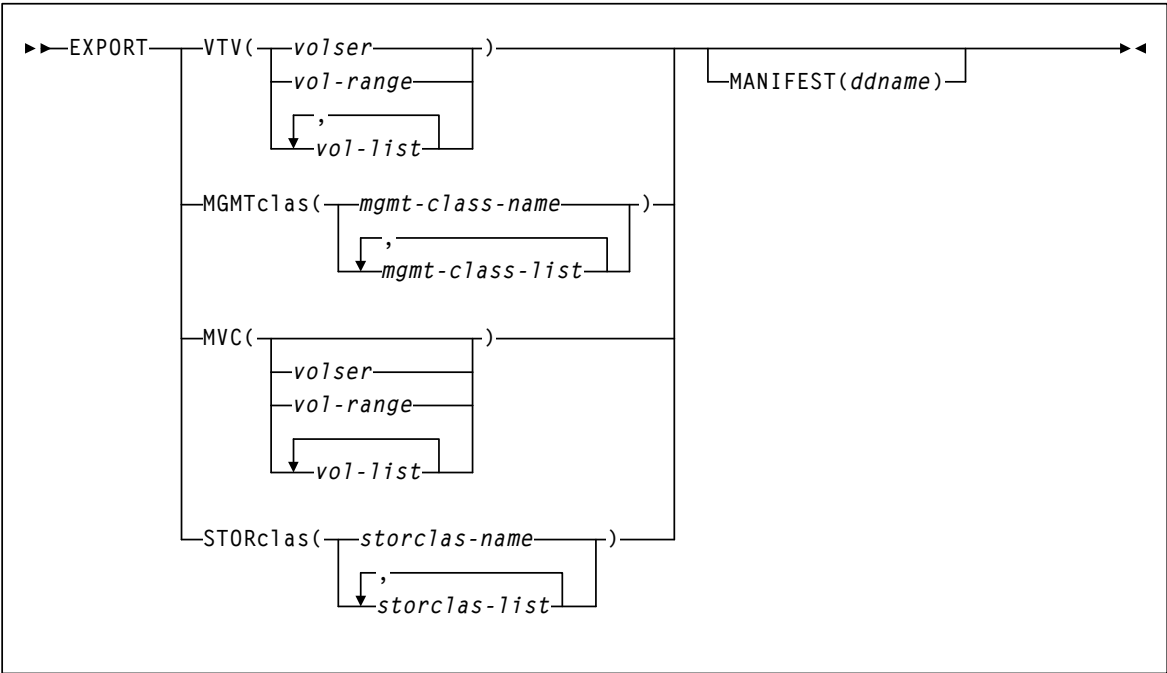 EXPORT VTV( volser ) 
vol-range MANIFEST(ddname)
,
vol-list
MGMTclas( mgmt-class-name )
,
mgmt-class-list
MVC( )
volser
vol-range
vol-list
STORclas( storclas-name )
,
storclas-list